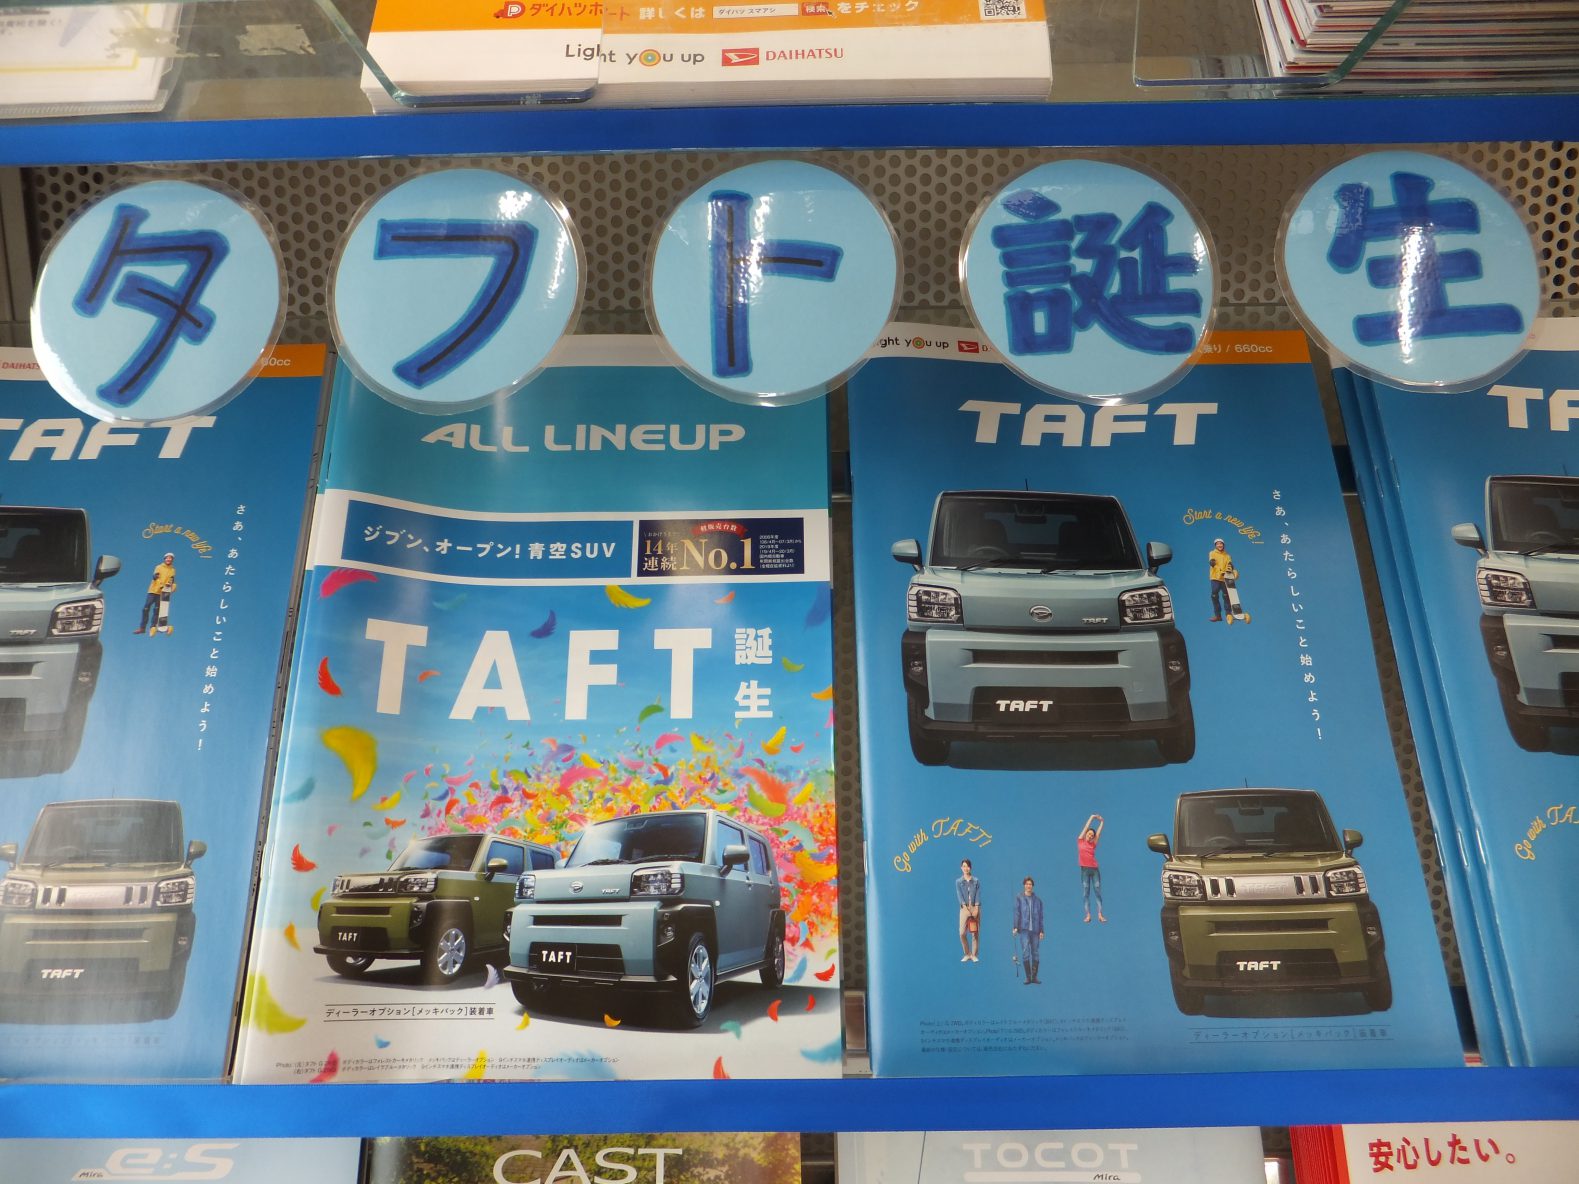 ダイハツポート 詳しくは ダイハツ スマアシ 検索 をチェック
Light you up DAIHATSU
タフト誕生
DAIHATSU
TAFT
さあ、あたらしいこと始めよう!
Start a new life!
TAFT
TAFT
ALL LINEUP
ジブン、オープン! 青空SUV
14年
連続 No.1
TAFT 誕生
TAFT
TAFT
ディーラーオプション[メッキパック]装着車
Light you up
660cc
TAFT
Start a new life!
さあ、あたらしいこと始めよう!
TAFT
TAFT
Go with TAFT!
TAFT
ディーラーオプション[メッキパック]装着車
Mira e:S
CAST
TOCOT
Mira
安心したい。